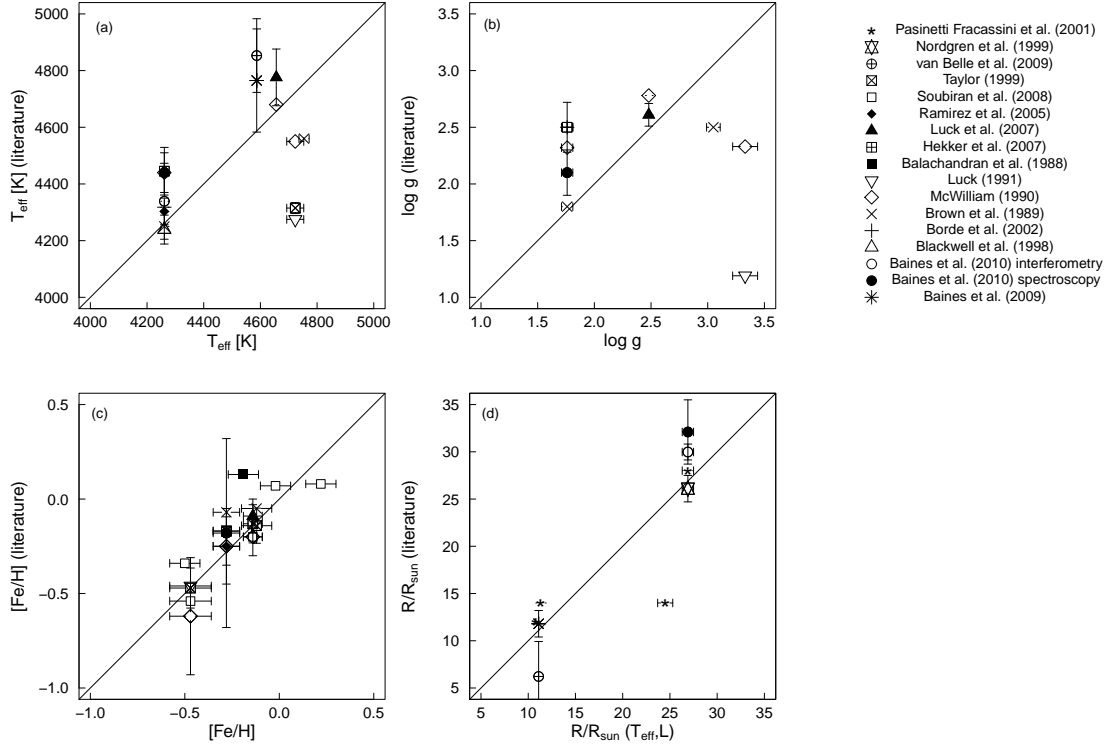 (a)
5000
4800
4600
4400
4200
4000
T_eff [K] (literature)
4000 4200 4400 4600 4800 5000
T_eff [K]
(b)
3.5
3.0
2.5
2.0
1.5
1.0
log g (literature)
1.0 1.5 2.0 2.5 3.0 3.5
log g
Pasinetti Fracassini et al. (2001)
Nordgren et al. (1999)
van Belle et al. (2009)
Taylor (1999)
Soubiran et al. (2008)
Ramirez et al. (2005)
Luck et al. (2007)
Hekker et al. (2007)
Balachandran et al. (1988)
Luck (1991)
McWilliam (1990)
Brown et al. (1989)
Borde et al. (2002)
Blackwell et al. (1998)
Baines et al. (2010) interferometry
Baines et al. (2010) spectroscopy
Baines et al. (2009)
(c)
0.5
0.0
−0.5
−1.0
[Fe/H] (literature)
−1.0 −0.5 0.0 0.5
[Fe/H]
(d)
35
30
25
20
15
10
5
R/R_sun (literature)
5 10 15 20 25 30 35
R/R_sun (T_eff,L)